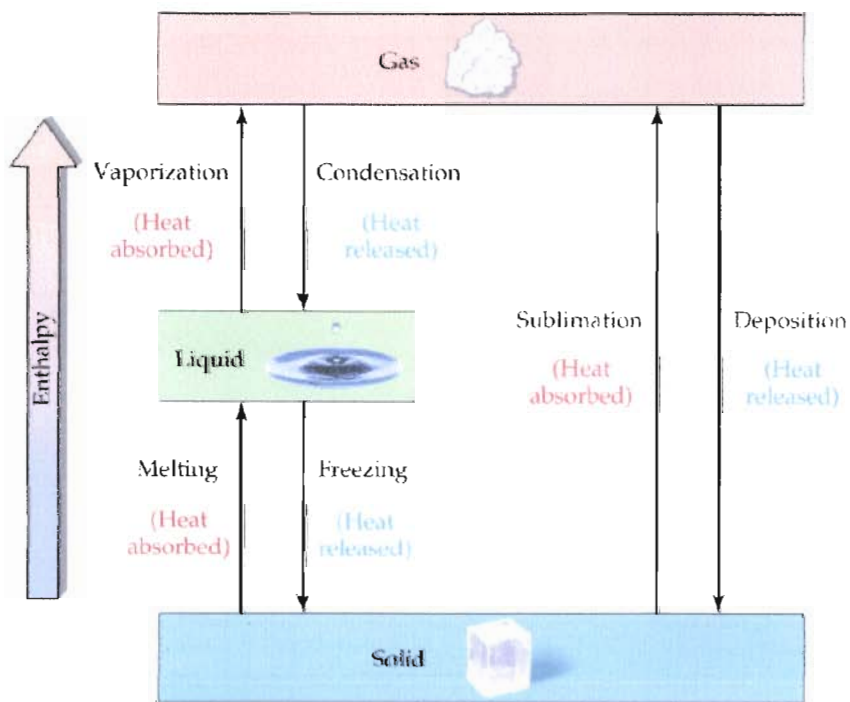 Gas
Vaporization
(Heat
absorbed)
Condensation
(Heat
released)
Enthalpy
Liquid
Sublimation
(Heat
absorbed)
Deposition
(Heat
released)
Melting
(Heat
absorbed)
Freezing
(Heat
released)
Solid